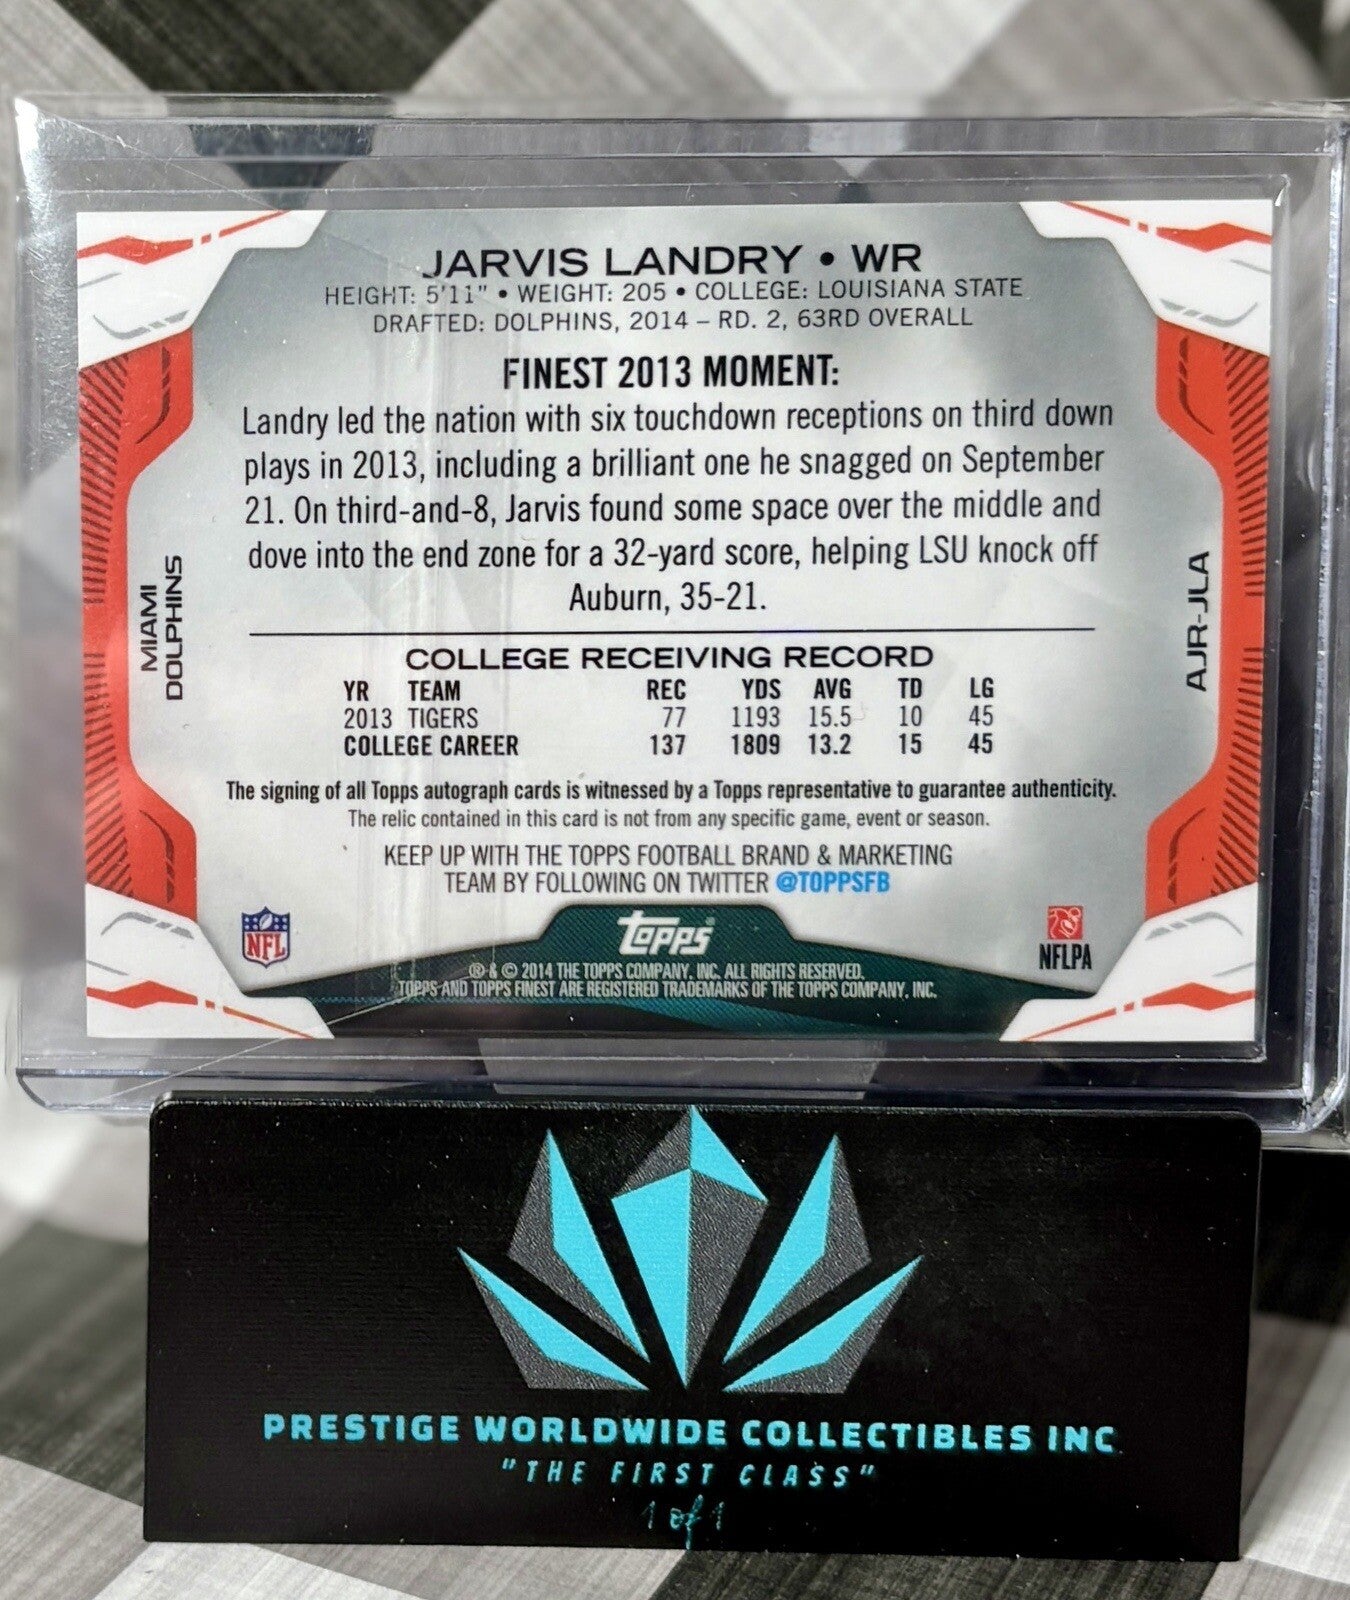 JARVIS LANDRY • WR
HEIGHT: 5'11" • WEIGHT: 205 • COLLEGE: LOUISIANA STATE
DRAFTED: DOLPHINS, 2014 – RD. 2, 63RD OVERALL
FINEST 2013 MOMENT:
Landry led the nation with six touchdown receptions on third down
plays in 2013, including a brilliant one he snagged on September
21. On third-and-8, Jarvis found some space over the middle and
dove into the end zone for a 32-yard score, helping LSU knock off
Auburn, 35-21.
MIAMI
DOLPHINS
AJR-JLA
COLLEGE RECEIVING RECORD
YR TEAM REC YDS AVG TD LG
2013 TIGERS 77 1193 15.5 10 45
COLLEGE CAREER 137 1809 13.2 15 45
The signing of all Topps autograph cards is witnessed by a Topps representative to guarantee authenticity.
The relic contained in this card is not from any specific game, event or season.
KEEP UP WITH THE TOPPS FOOTBALL BRAND & MARKETING
TEAM BY FOLLOWING ON TWITTER @TOPPSFB
NFL
Topps®
NFLPA
® & © 2014 THE TOPPS COMPANY, INC. ALL RIGHTS RESERVED.
TOPPS AND TOPPS FINEST ARE REGISTERED TRADEMARKS OF THE TOPPS COMPANY, INC.
PRESTIGE WORLDWIDE COLLECTIBLES INC
"THE FIRST CLASS"
1 of 1